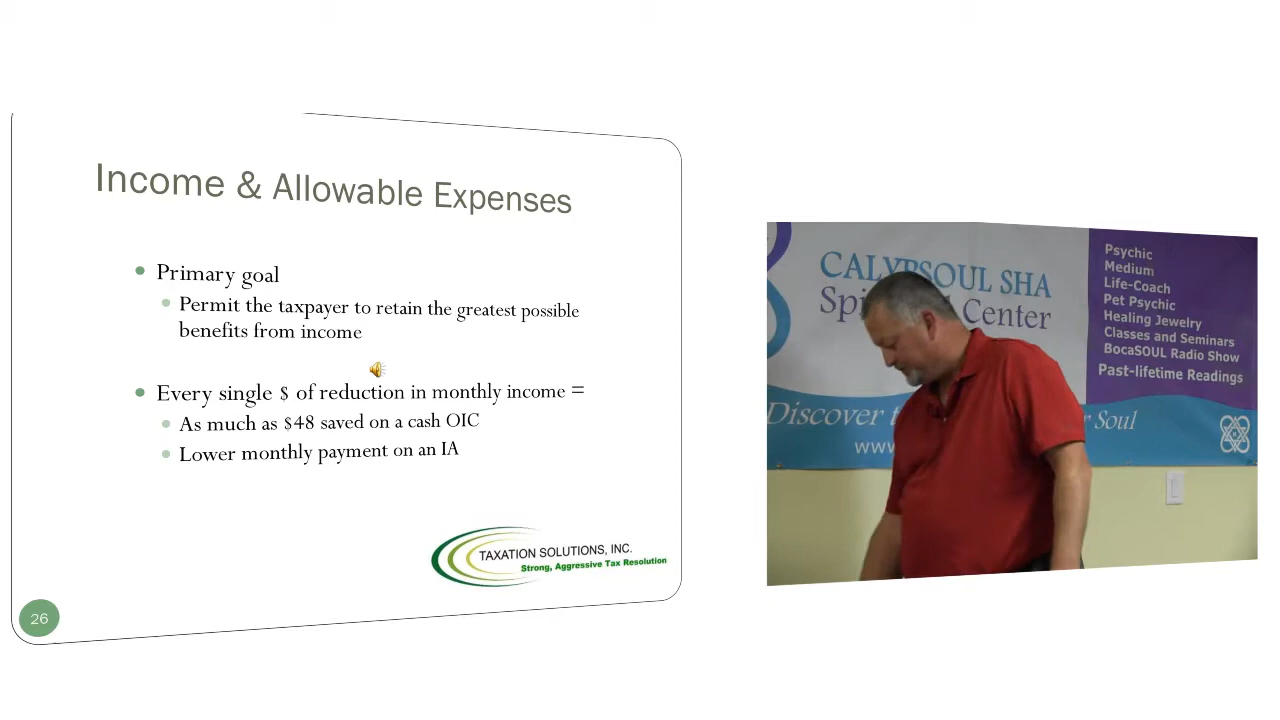 Income & Allowable Expenses
Primary goal
Permit the taxpayer to retain the greatest possible
benefits from income
Every single $ of reduction in monthly income =
As much as $48 saved on a cash OIC
Lower monthly payment on an IA
TAXATION SOLUTIONS, INC.
Strong, Aggressive Tax Resolution
26
CALYPSOUL SHA
Center
Psychic
Medium
Life-Coach
Pet Psychic
Healing Jewelry
Classes and Seminars
BocaSOUL Radio Show
Past-lifetime Readings
Discover
Soul
www